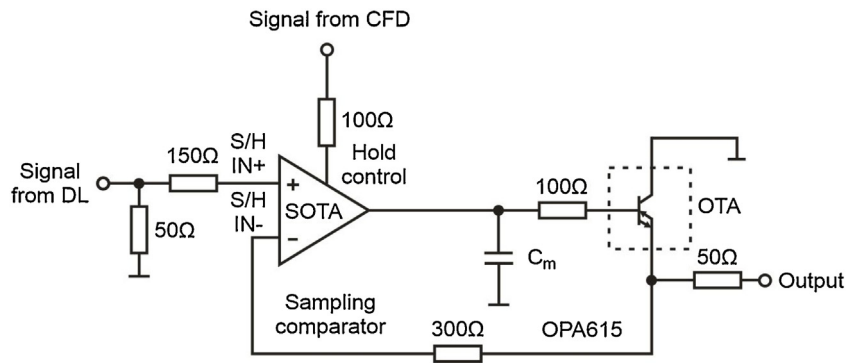 Signal from CFD
100Ω
Hold
control
150Ω
S/H
IN+
Signal
from DL
S/H
IN-
50Ω
+
SOTA
−
100Ω
OTA
Cm
50Ω
Output
Sampling
comparator
300Ω
OPA615